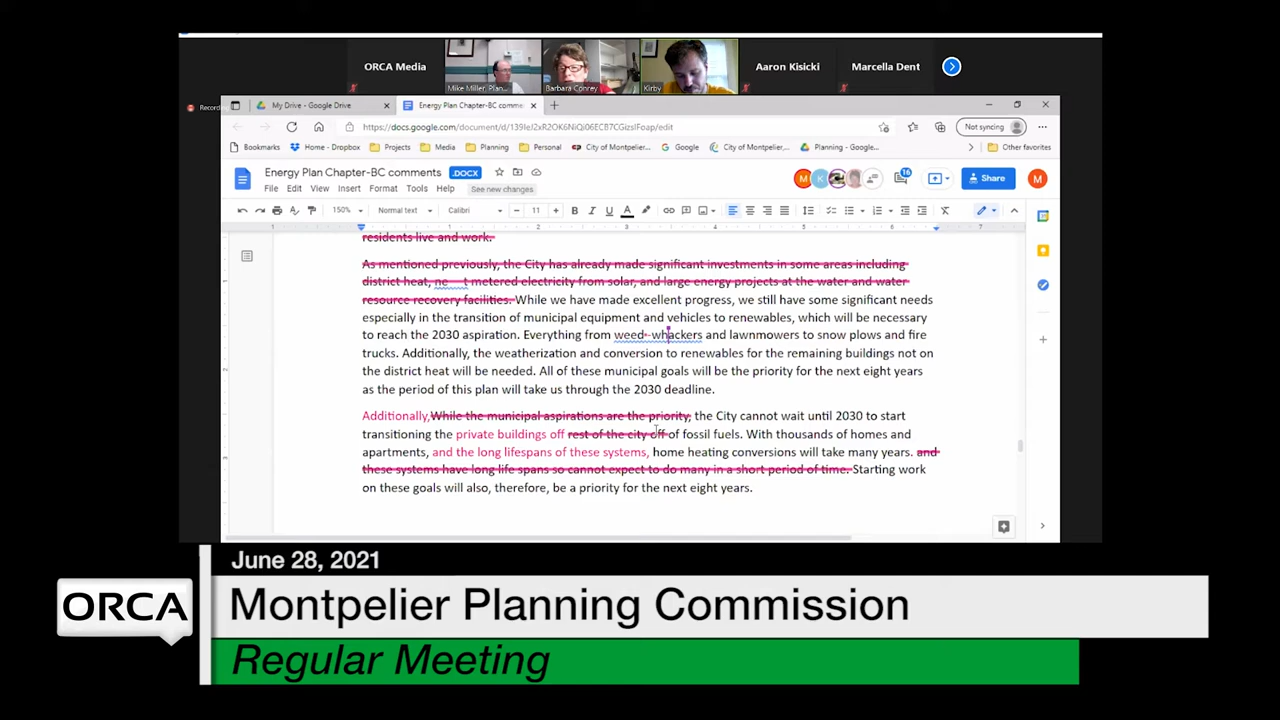 ORCA Media
Mike Miller, Plan...
Barbara Conrey
Kirby
Aaron Kisicki
Marcella Dent
My Drive - Google Drive
Energy Plan Chapter-BC comme
Not syncing
Bookmarks
Home - Dropbox
Projects
Media
Planning
Personal
City of Montpelier...
Google
City of Montpelier,...
Planning - Google...
Other favorites
Energy Plan Chapter-BC comments
.DOCX
File Edit View Insert Format Tools Help
See new changes
16
Share
M
150%
Normal text
Calibri
11
B I U A
residents live and work.
As mentioned previously, the City has already made significant investments in some areas including
district heat, ne t metered electricity from solar, and large energy projects at the water and water
resource recovery facilities. While we have made excellent progress, we still have some significant needs
especially in the transition of municipal equipment and vehicles to renewables, which will be necessary
to reach the 2030 aspiration. Everything from weed- whackers and lawnmowers to snow plows and fire
trucks. Additionally, the weatherization and conversion to renewables for the remaining buildings not on
the district heat will be needed. All of these municipal goals will be the priority for the next eight years
as the period of this plan will take us through the 2030 deadline.
Additionally, While the municipal aspirations are the priority, the City cannot wait until 2030 to start
transitioning the private buildings off rest of the city off of fossil fuels. With thousands of homes and
apartments, and the long lifespans of these systems, home heating conversions will take many years. and
these systems have long life spans so cannot expect to do many in a short period of time. Starting work
on these goals will also, therefore, be a priority for the next eight years.
June 28, 2021
ORCA
Montpelier Planning Commission
Regular Meeting